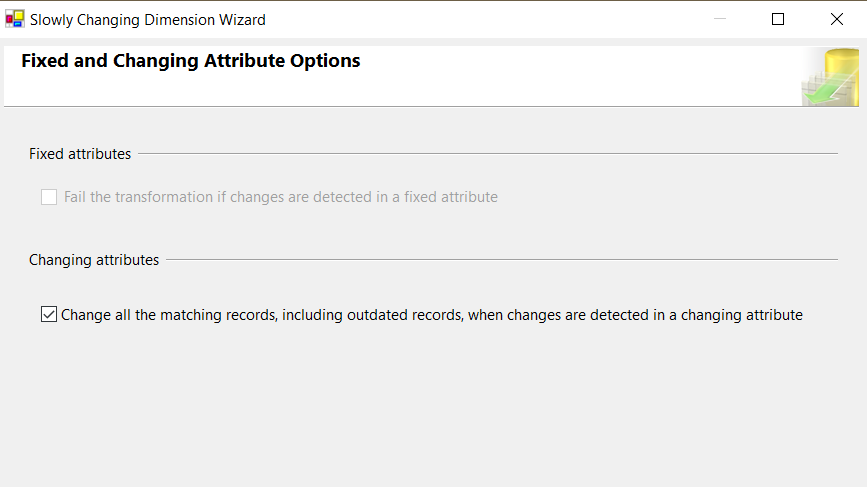 Slowly Changing Dimension Wizard
Fixed and Changing Attribute Options
Fixed attributes
Fail the transformation if changes are detected in a fixed attribute
Changing attributes
Change all the matching records, including outdated records, when changes are detected in a changing attribute